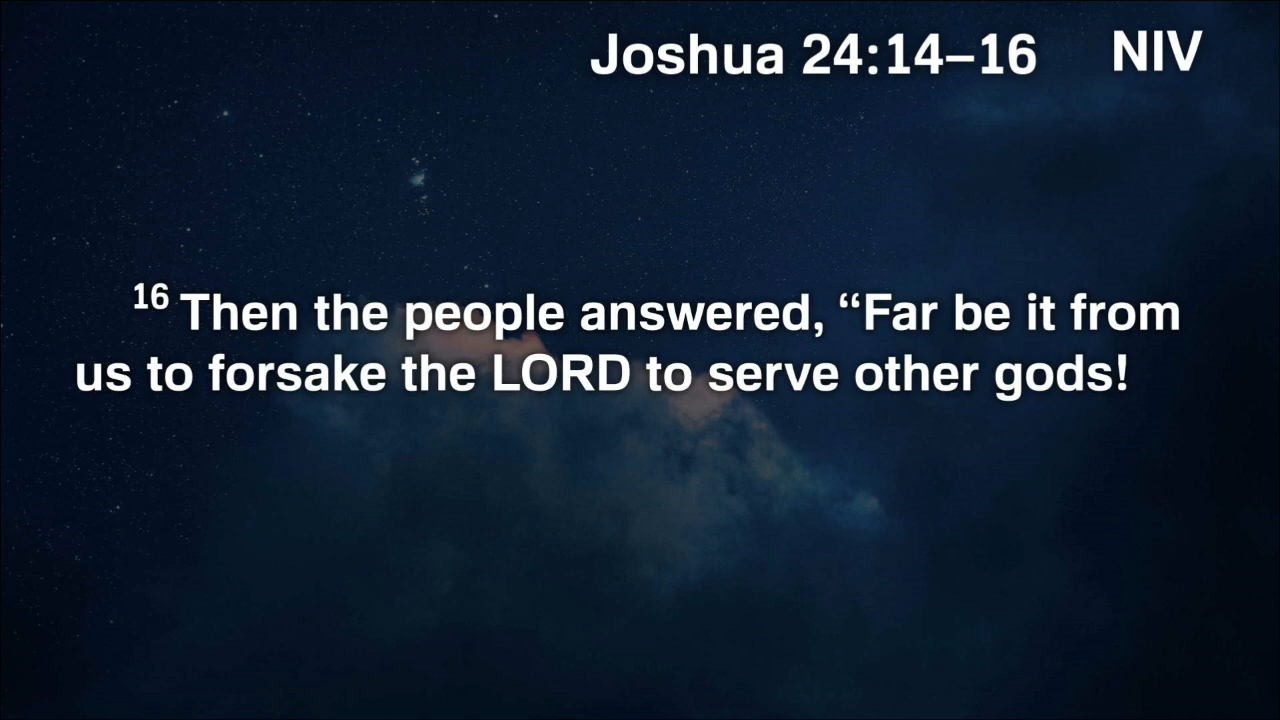 Joshua 24:14–16 NIV
16 Then the people answered, “Far be it from
us to forsake the LORD to serve other gods!